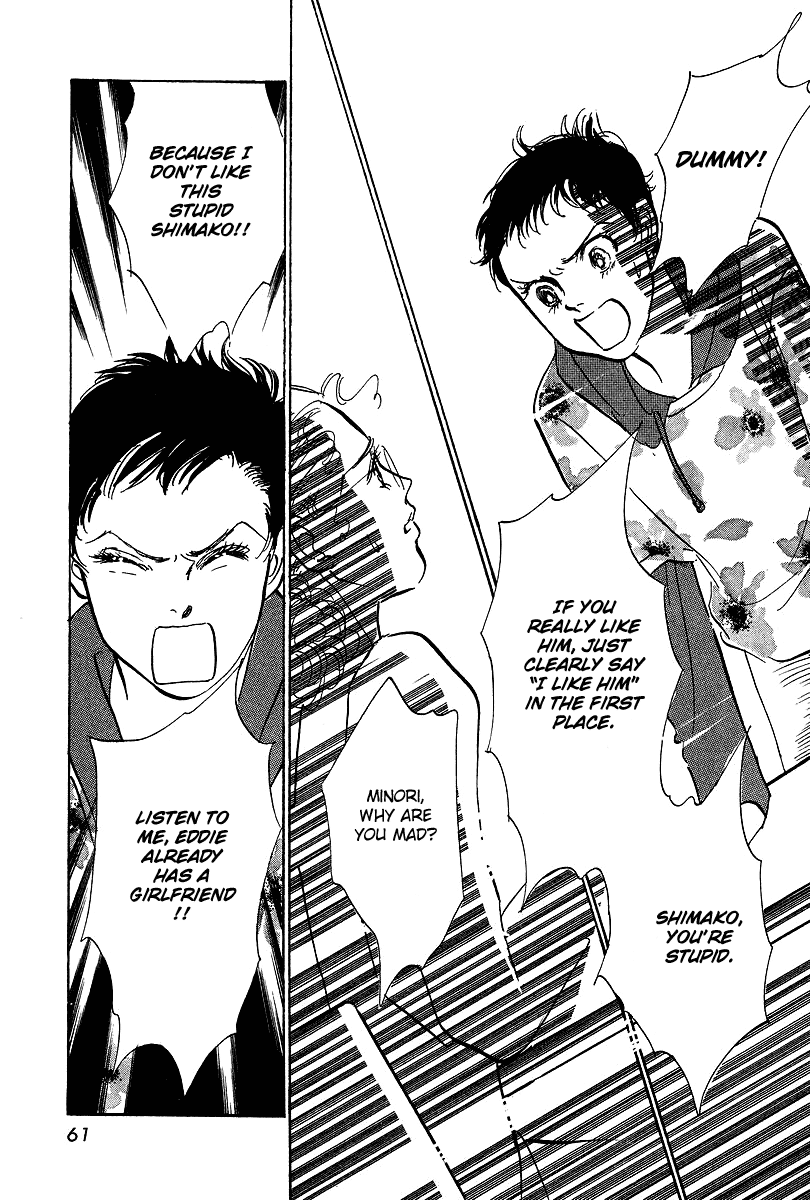 DUMMY!
IF YOU
REALLY LIKE
HIM, JUST
CLEARLY SAY
"I LIKE HIM"
IN THE FIRST
PLACE.
SHIMAKO,
YOU'RE
STUPID.
MINORI,
WHY ARE
YOU MAD?
BECAUSE I
DON'T LIKE
THIS
STUPID
SHIMAKO!!
LISTEN TO
ME, EDDIE
ALREADY
HAS A
GIRLFRIEND
!!
61